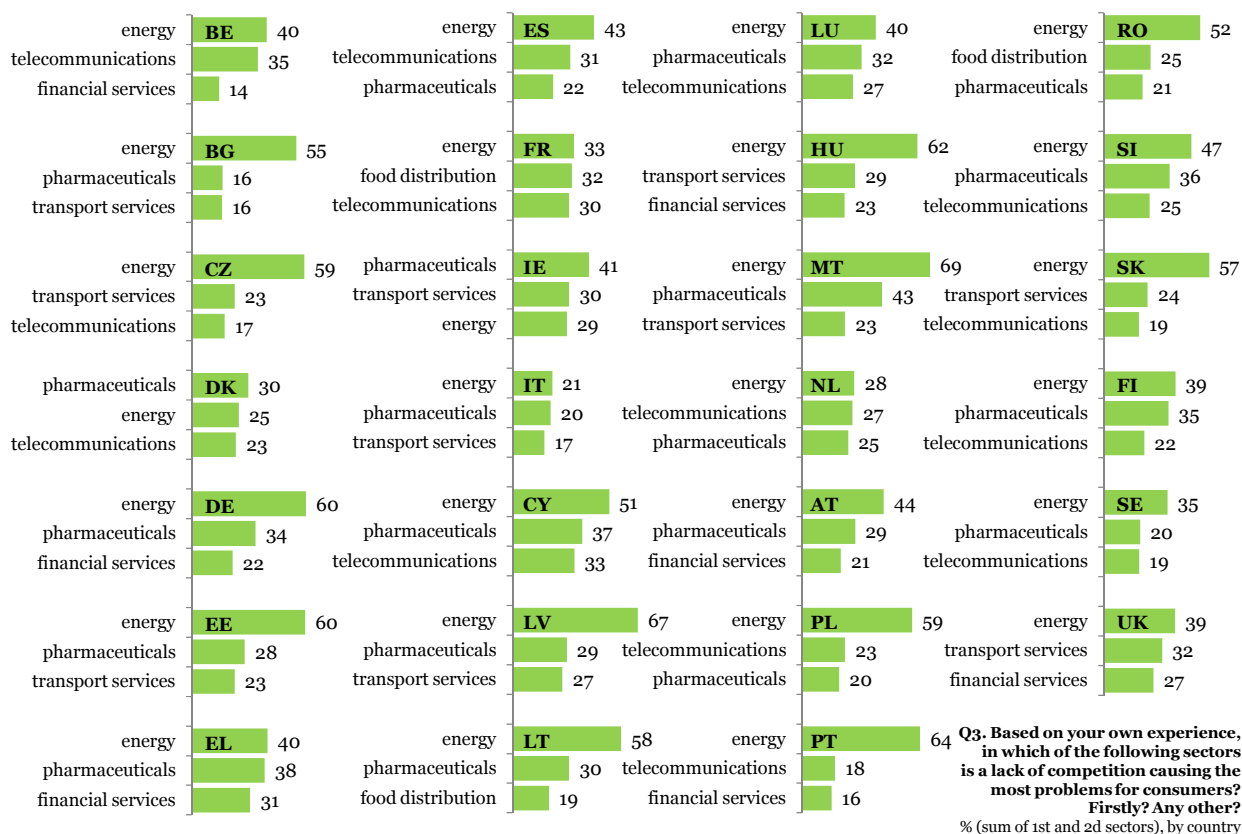 energy BE 40
telecommunications 35
financial services 14
energy BG 55
pharmaceuticals 16
transport services 16
energy CZ 59
transport services 23
telecommunications 17
pharmaceuticals DK 30
energy 25
telecommunications 23
energy DE 60
pharmaceuticals 34
financial services 22
energy EE 60
pharmaceuticals 28
transport services 23
energy EL 40
pharmaceuticals 38
financial services 31
energy ES 43
telecommunications 31
pharmaceuticals 22
energy FR 33
food distribution 32
telecommunications 30
pharmaceuticals IE 41
transport services 30
energy 29
energy IT 21
pharmaceuticals 20
transport services 17
energy CY 51
pharmaceuticals 37
telecommunications 33
energy LV 67
pharmaceuticals 29
transport services 27
energy LT 58
pharmaceuticals 30
food distribution 19
energy LU 40
pharmaceuticals 32
telecommunications 27
energy HU 62
transport services 29
financial services 23
energy MT 69
pharmaceuticals 43
transport services 23
energy NL 28
telecommunications 27
pharmaceuticals 25
energy AT 44
pharmaceuticals 29
financial services 21
energy PL 59
telecommunications 23
pharmaceuticals 20
energy PT 64
telecommunications 18
financial services 16
energy RO 52
food distribution 25
pharmaceuticals 21
energy SI 47
pharmaceuticals 36
telecommunications 25
energy SK 57
transport services 24
telecommunications 19
energy FI 39
pharmaceuticals 35
telecommunications 22
energy SE 35
pharmaceuticals 20
telecommunications 19
energy UK 39
transport services 32
financial services 27
Q3. Based on your own experience,
in which of the following sectors
is a lack of competition causing the
most problems for consumers?
Firstly? Any other?
% (sum of 1st and 2d sectors), by country